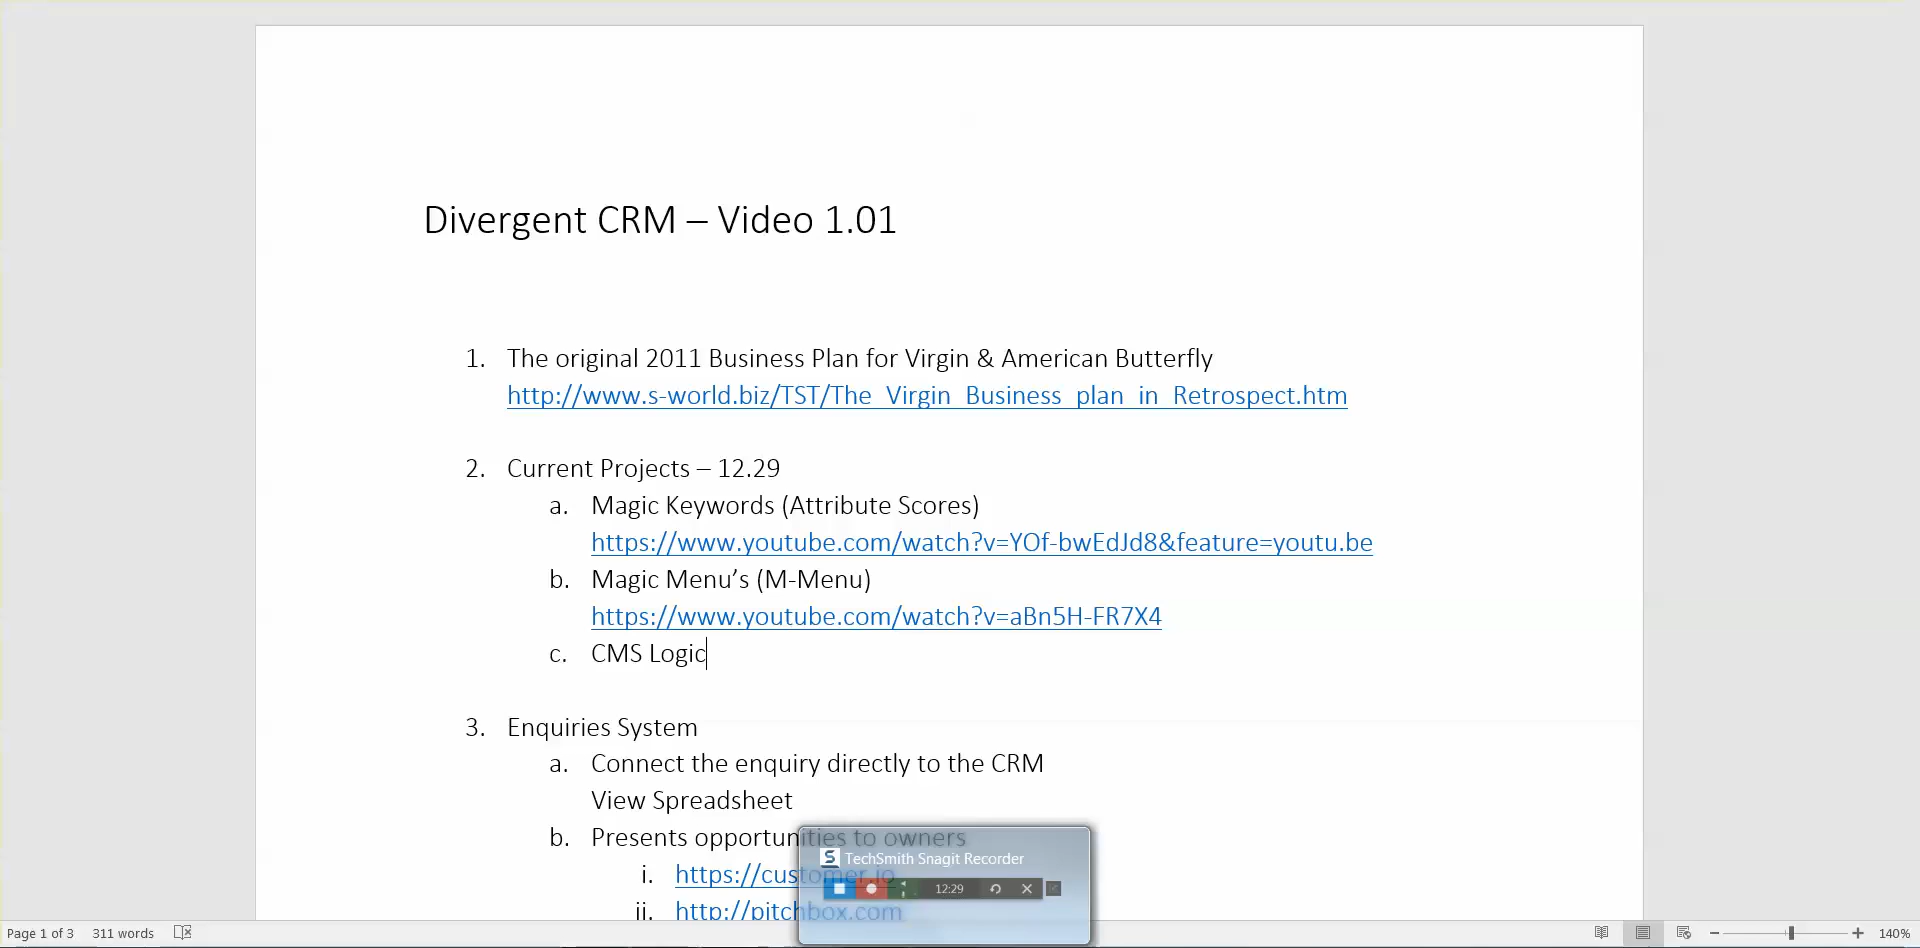 Divergent CRM – Video 1.01
1. The original 2011 Business Plan for Virgin & American Butterfly
http://www.s-world.biz/TST/The_Virgin_Business_plan_in_Retrospect.htm
2. Current Projects – 12.29
a. Magic Keywords (Attribute Scores)
https://www.youtube.com/watch?v=YOf-bwEdJd8&feature=youtu.be
b. Magic Menu’s (M-Menu)
https://www.youtube.com/watch?v=aBn5H-FR7X4
c. CMS Logic
3. Enquiries System
a. Connect the enquiry directly to the CRM
View Spreadsheet
b. Presents opportunities to owners
i. https://customer.io
ii. http://pitchbox.com
TechSmith Snagit Recorder
12:29
Page 1 of 3 311 words 140%